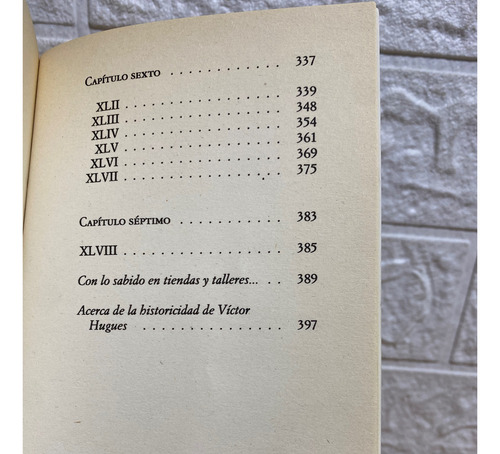 CAPÍTULO SEXTO . . . . . . . . . . . . 337
XLII . . . . . . . . . . . . . . . . . . 339
XLIII . . . . . . . . . . . . . . . . . . 348
XLIV . . . . . . . . . . . . . . . . . . 354
XLV . . . . . . . . . . . . . . . . . . 361
XLVI . . . . . . . . . . . . . . . . . . 369
XLVII . . . . . . . . . . . . . . . . . . 375
CAPÍTULO SÉPTIMO . . . . . . . . . . . 383
XLVIII . . . . . . . . . . . . . . . . . . 385
Con lo sabido en tiendas y talleres... . . 389
Acerca de la historicidad de Víctor
Hugues . . . . . . . . . . . . . . 397